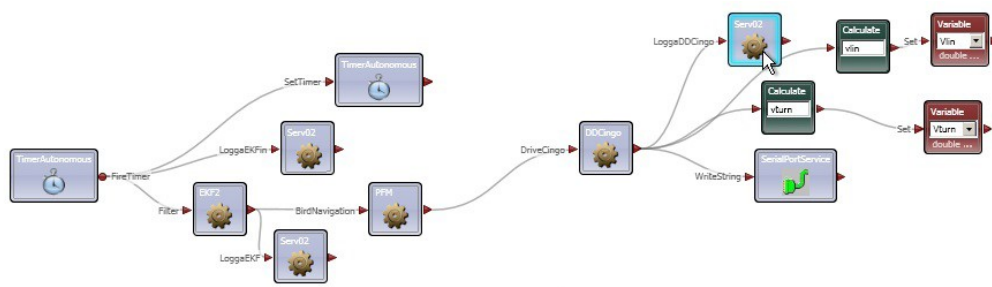 Serv02
LoggaDDCingo
Calculate
vlin
Set
Variable
Vlin
double ...
TimerAutonomous
SetTimer
Calculate
vturn
Set
Variable
Vturn
double ...
Serv02
LoggaEKFin
DDCingo
DriveCingo
TimerAutonomous
FireTimer
SerialPortService
WriteString
EKF2
Filter
PFM
BirdNavigation
Serv02
LoggaEKF